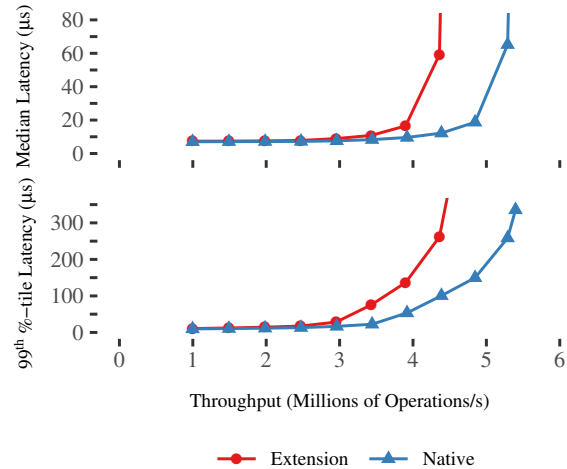 Median Latency (μs)
80
60
40
20
0
99th %−tile Latency (μs)
300
200
100
0
0 1 2 3 4 5 6
Throughput (Millions of Operations/s)
Extension Native